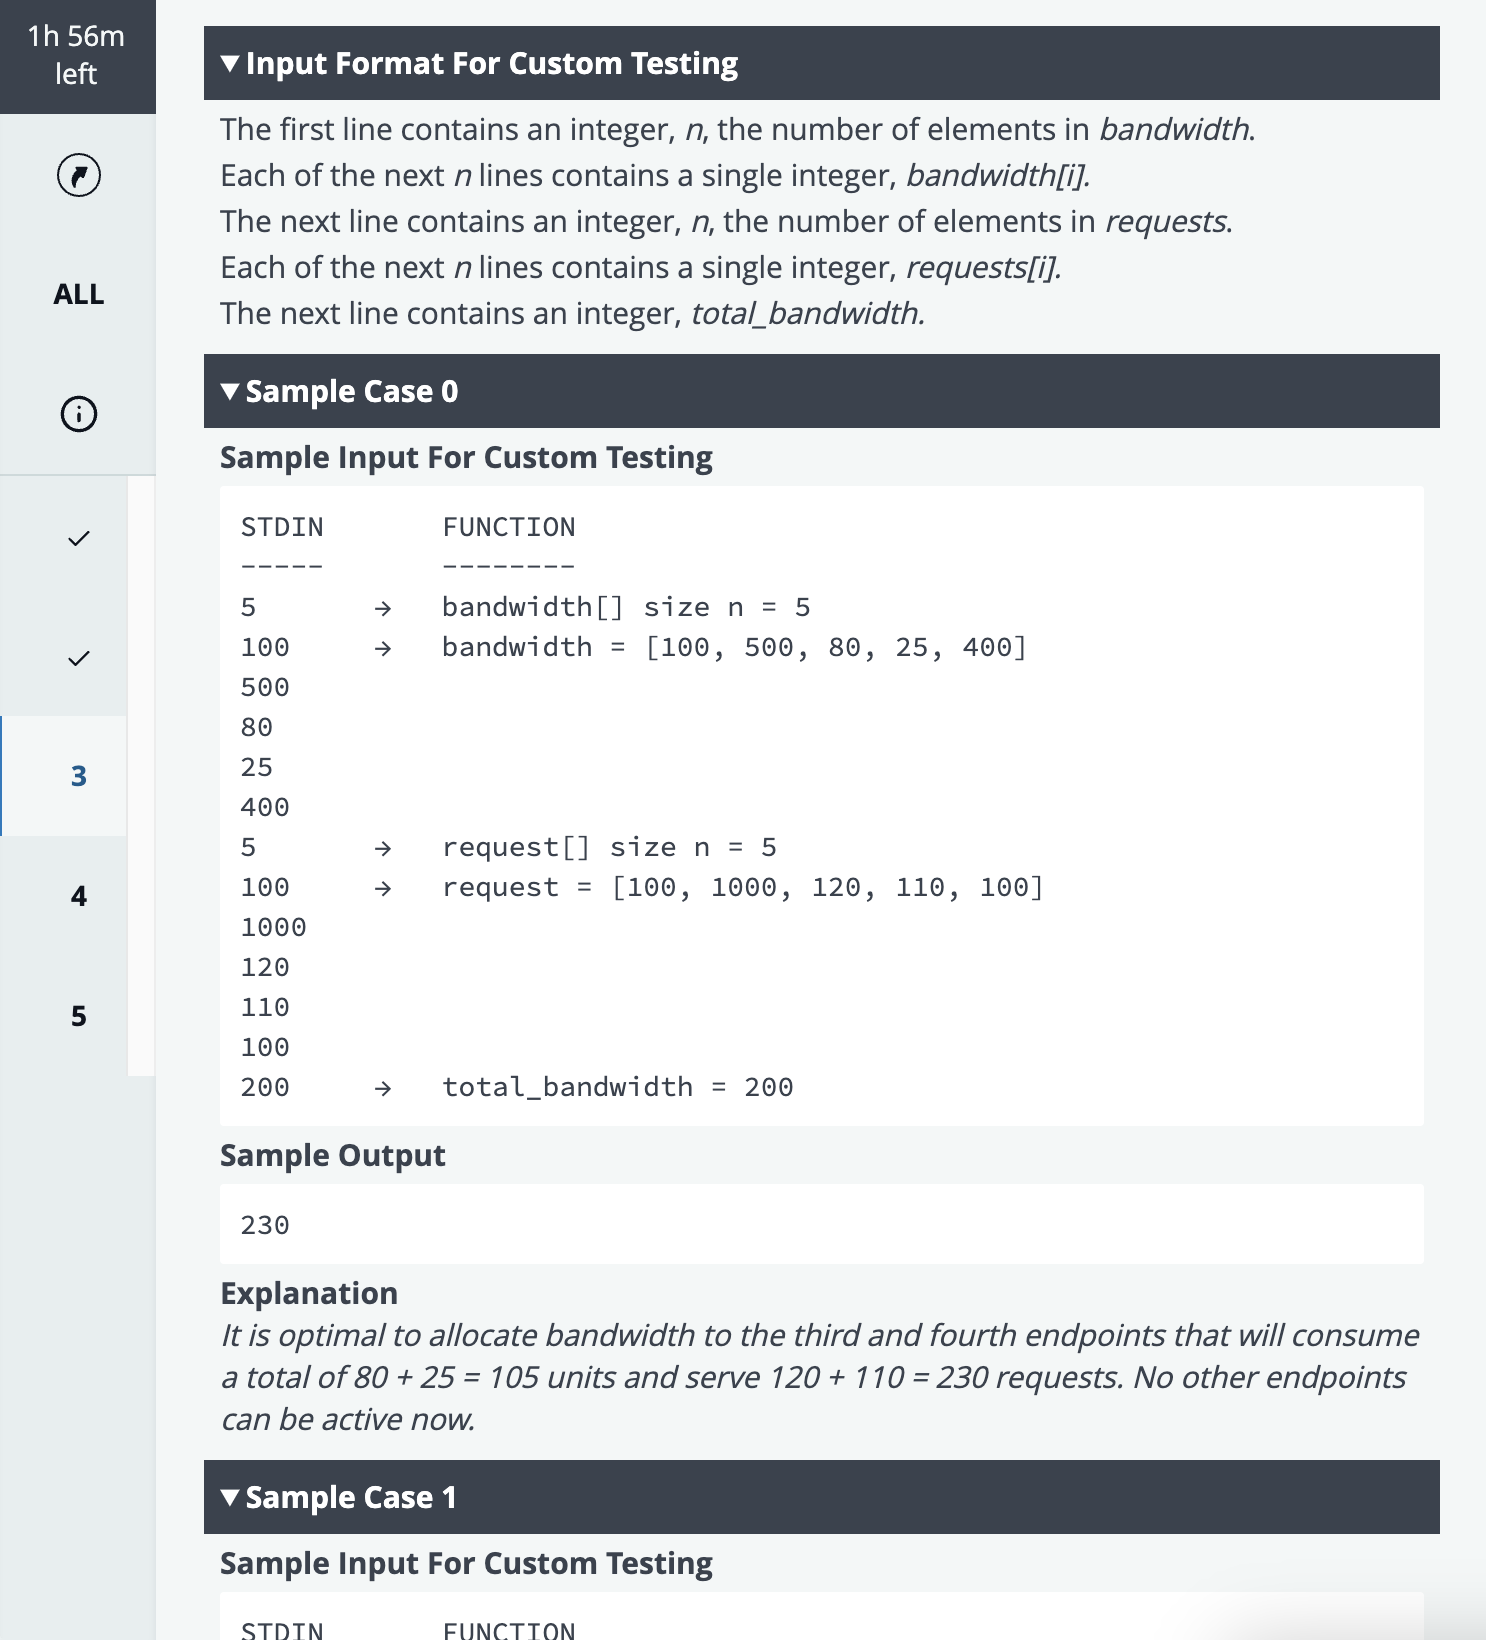 1h 56m
left
ALL
3
4
5
▼ Input Format For Custom Testing
The first line contains an integer, n, the number of elements in bandwidth.
Each of the next n lines contains a single integer, bandwidth[i].
The next line contains an integer, n, the number of elements in requests.
Each of the next n lines contains a single integer, requests[i].
The next line contains an integer, total_bandwidth.
▼ Sample Case 0
Sample Input For Custom Testing
STDIN FUNCTION
----- --------
5 → bandwidth[] size n = 5
100 → bandwidth = [100, 500, 80, 25, 400]
500
80
25
400
5 → request[] size n = 5
100 → request = [100, 1000, 120, 110, 100]
1000
120
110
100
200 → total_bandwidth = 200
Sample Output
230
Explanation
It is optimal to allocate bandwidth to the third and fourth endpoints that will consume
a total of 80 + 25 = 105 units and serve 120 + 110 = 230 requests. No other endpoints
can be active now.
▼ Sample Case 1
Sample Input For Custom Testing
STDIN FUNCTION